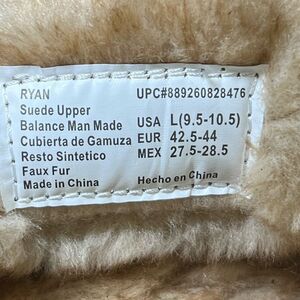 RYAN UPC#889260828476
Suede Upper
Balance Man Made USA L(9.5-10.5)
Cubierta de Gamuza EUR 42.5-44
Resto Sintetico MEX 27.5-28.5
Faux Fur
Made in China Hecho en China